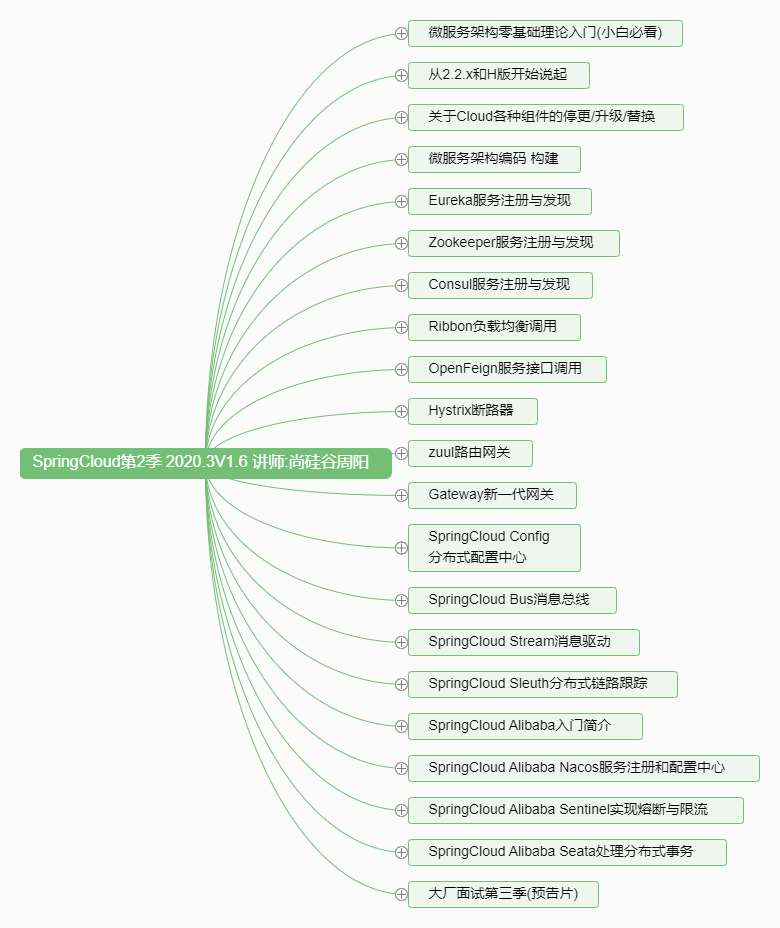 微服务架构零基础理论入门(小白必看)
从2.2.x和H版开始说起
关于Cloud各种组件的停更/升级/替换
微服务架构编码 构建
Eureka服务注册与发现
Zookeeper服务注册与发现
Consul服务注册与发现
Ribbon负载均衡调用
OpenFeign服务接口调用
Hystrix断路器
SpringCloud第2季 2020.3V1.6 讲师:尚硅谷周阳
zuul路由网关
Gateway新一代网关
SpringCloud Config
分布式配置中心
SpringCloud Bus消息总线
SpringCloud Stream消息驱动
SpringCloud Sleuth分布式链路跟踪
SpringCloud Alibaba入门简介
SpringCloud Alibaba Nacos服务注册和配置中心
SpringCloud Alibaba Sentinel实现熔断与限流
SpringCloud Alibaba Seata处理分布式事务
大厂面试第三季(预告片)